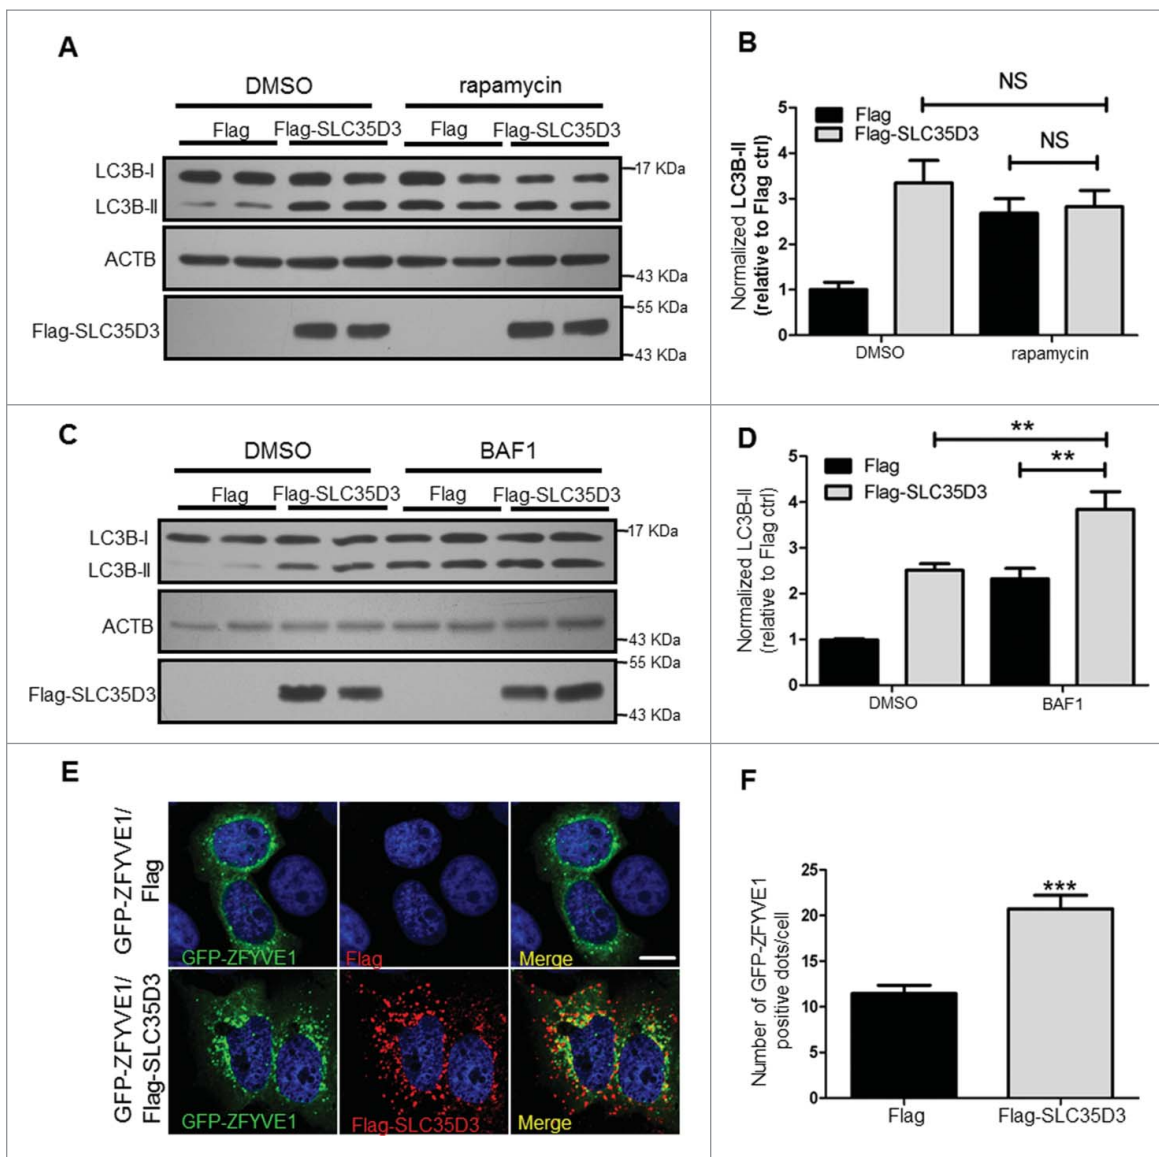 A
DMSO rapamycin
Flag Flag-SLC35D3 Flag Flag-SLC35D3
LC3B-I
LC3B-II
17 KDa
ACTB
43 KDa
55 KDa
Flag-SLC35D3
43 KDa
B
NS
NS
Flag
Flag-SLC35D3
Normalized LC3B-II
(relative to Flag ctrl)
5
4
3
2
1
0
DMSO rapamycin
C
DMSO BAF1
Flag Flag-SLC35D3 Flag Flag-SLC35D3
LC3B-I
LC3B-II
17 KDa
ACTB
43 KDa
55 KDa
Flag-SLC35D3
43 KDa
D
**
**
Flag
Flag-SLC35D3
Normalized LC3B-II
(relative to Flag ctrl)
5
4
3
2
1
0
DMSO BAF1
E
GFP-ZFYVE1/
Flag
GFP-ZFYVE1 Flag Merge
GFP-ZFYVE1/
Flag-SLC35D3
GFP-ZFYVE1 Flag-SLC35D3 Merge
F
***
Number of GFP-ZFYVE1
positive dots/cell
25
20
15
10
5
0
Flag Flag-SLC35D3